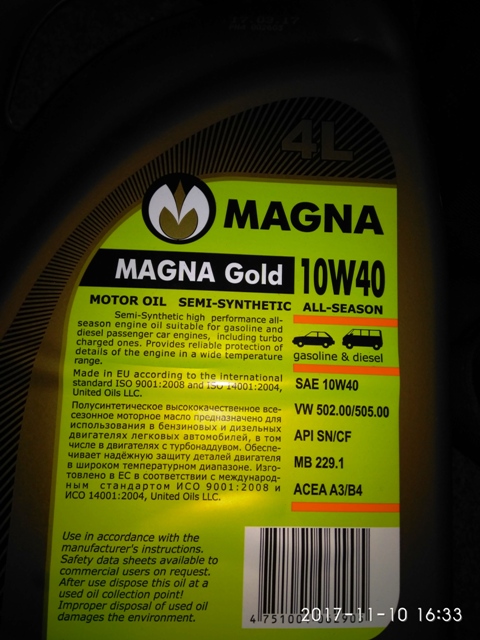 4L
MAGNA
MAGNA Gold
10W40
MOTOR OIL SEMI-SYNTHETIC ALL-SEASON
Semi-Synthetic high performance all-
season engine oil suitable for gasoline and
diesel passenger car engines, including turbo
charged ones. Provides reliable protection of
details of the engine in a wide temperature
range.
Made in EU according to the international
standard ISO 9001:2008 and ISO 14001:2004,
United Oils LLC.
Полусинтетическое высококачественное все-
сезонное моторное масло предназначено для
использования в бензиновых и дизельных
двигателях легковых автомобилей, в том
числе в двигателях с турбонаддувом. Обеспе-
чивает надёжную защиту деталей двигателя
в широком температурном диапазоне. Изго-
товлено в ЕС в соответствии с международ-
ным стандартом ИСО 9001:2008 и
ИСО 14001:2004, United Oils LLC.
gasoline & diesel
SAE 10W40
VW 502.00/505.00
API SN/CF
MB 229.1
ACEA A3/B4
Use in accordance with the
manufacturer's instructions.
Safety data sheets available to
commercial users on request.
After use dispose this oil at a
used oil collection point!
Improper disposal of used oil
damages the environment.
2017-11-10 16:33